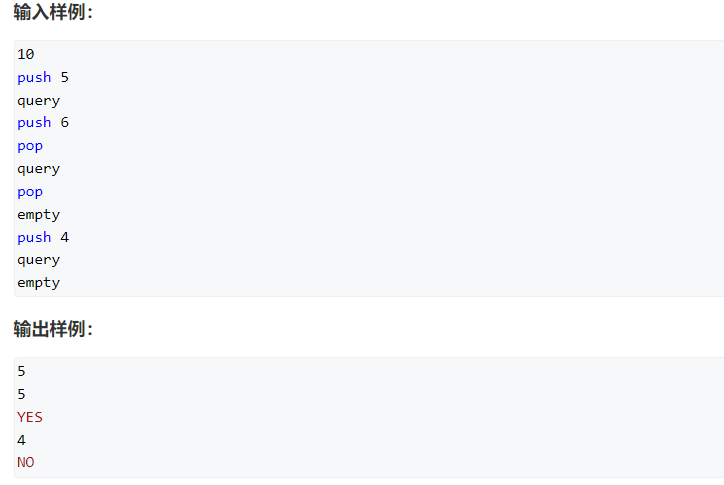 输入样例：
10
push 5
query
push 6
pop
query
pop
empty
push 4
query
empty
输出样例：
5
5
YES
4
NO